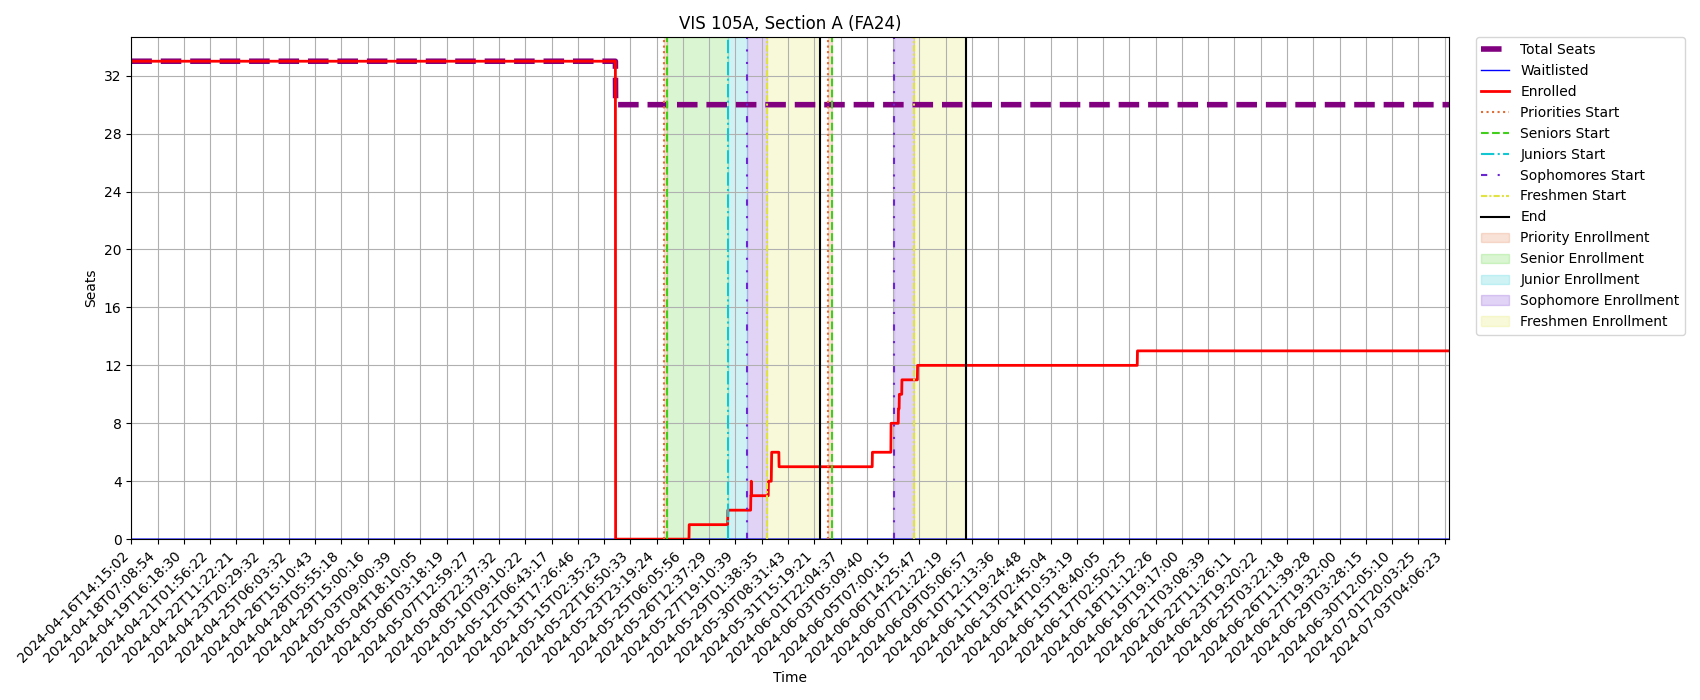 VIS 105A, Section A (FA24)
Seats
32
28
24
20
16
12
8
4
0
2024-04-16T14:15:02
2024-04-18T07:08:54
2024-04-19T16:18:30
2024-04-21T01:56:22
2024-04-22T11:22:21
2024-04-23T20:29:32
2024-04-25T06:03:32
2024-04-26T15:10:43
2024-04-28T05:55:18
2024-04-29T15:00:16
2024-05-03T09:00:39
2024-05-04T18:10:05
2024-05-06T03:18:19
2024-05-07T12:59:27
2024-05-08T22:37:32
2024-05-10T09:10:22
2024-05-12T06:43:17
2024-05-13T17:26:46
2024-05-15T02:35:23
2024-05-22T16:50:33
2024-05-23T23:19:24
2024-05-25T06:05:56
2024-05-26T12:37:29
2024-05-27T19:10:39
2024-05-29T01:38:35
2024-05-30T08:31:43
2024-05-31T15:19:21
2024-06-01T22:04:37
2024-06-03T05:09:40
2024-06-05T07:00:15
2024-06-06T14:25:47
2024-06-07T21:22:19
2024-06-09T05:06:57
2024-06-10T12:13:36
2024-06-11T19:24:48
2024-06-13T02:45:04
2024-06-14T10:53:19
2024-06-15T18:40:05
2024-06-17T02:50:25
2024-06-18T11:12:26
2024-06-19T19:17:00
2024-06-21T03:08:39
2024-06-22T11:26:11
2024-06-23T19:20:22
2024-06-25T03:22:18
2024-06-26T11:39:28
2024-06-27T19:32:00
2024-06-29T03:28:15
2024-06-30T12:05:10
2024-07-01T20:03:25
2024-07-03T04:06:23
Time
Total Seats
Waitlisted
Enrolled
Priorities Start
Seniors Start
Juniors Start
Sophomores Start
Freshmen Start
End
Priority Enrollment
Senior Enrollment
Junior Enrollment
Sophomore Enrollment
Freshmen Enrollment